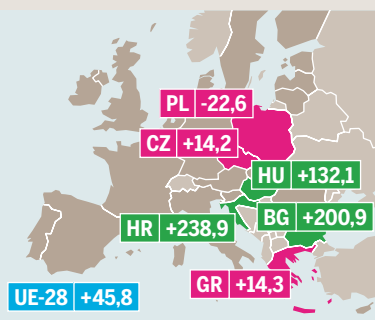 PL -22,6
CZ +14,2
HU +132,1
BG +200,9
HR +238,9
GR +14,3
UE-28 +45,8